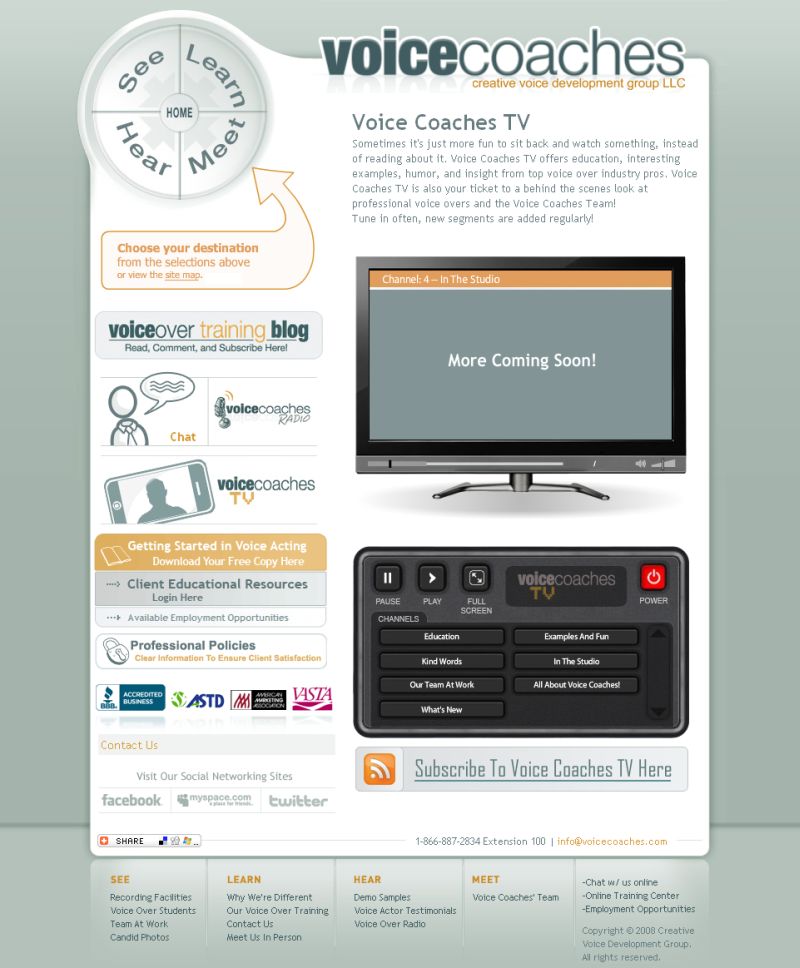 See
Learn
HOME
Hear
Meet
voicecoaches
creative voice development group LLC
Voice Coaches TV
Sometimes it's just more fun to sit back and watch something, instead
of reading about it. Voice Coaches TV offers education, interesting
examples, humor, and insight from top voice over industry pros. Voice
Coaches TV is also your ticket to a behind the scenes look at
professional voice overs and the Voice Coaches Team!
Tune in often, new segments are added regularly!
Choose your destination
from the selections above
or view the site map.
voiceover training blog
Read, Comment, and Subscribe Here!
Chat
voicecoaches
RADIO
voicecoaches
TV
Getting Started in Voice Acting
Download Your Free Copy Here
Client Educational Resources
Login Here
Available Employment Opportunities
Professional Policies
Clear Information To Ensure Client Satisfaction
BBB.
ACCREDITED
BUSINESS
ASTD
AMERICAN
MARKETING
ASSOCIATION
VASTA
Contact Us
Visit Our Social Networking Sites
facebook
myspace.com
a place for friends.
twitter
SHARE
Channel: 4 — In The Studio
More Coming Soon!
/
voicecoaches
TV
PAUSE
PLAY
FULL
SCREEN
POWER
CHANNELS
Education
Examples And Fun
Kind Words
In The Studio
Our Team At Work
All About Voice Coaches!
What's New
Subscribe To Voice Coaches TV Here
1-866-887-2834 Extension 100 | info@voicecoaches.com
SEE
Recording Facilities
Voice Over Students
Team At Work
Candid Photos
LEARN
Why We're Different
Our Voice Over Training
Contact Us
Meet Us In Person
HEAR
Demo Samples
Voice Actor Testimonials
Voice Over Radio
MEET
Voice Coaches' Team
-Chat w/ us online
-Online Training Center
-Employment Opportunities
Copyright © 2008 Creative
Voice Development Group.
All rights reserved.